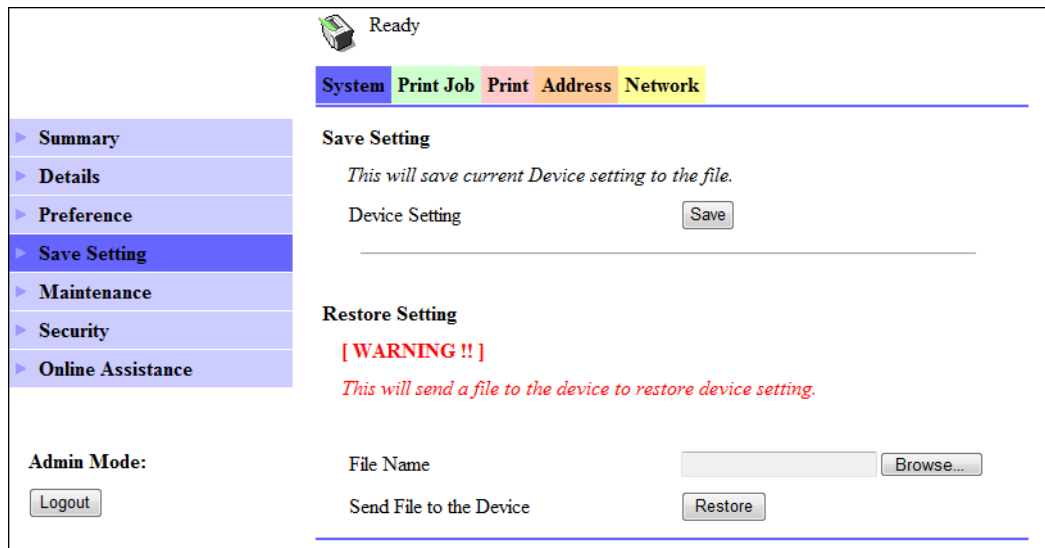 Ready
System Print Job Print Address Network
Summary
Details
Preference
Save Setting
Maintenance
Security
Online Assistance
Admin Mode:
Logout
Save Setting
This will save current Device setting to the file.
Device Setting Save
Restore Setting
[ WARNING !! ]
This will send a file to the device to restore device setting.
File Name Browse...
Send File to the Device Restore